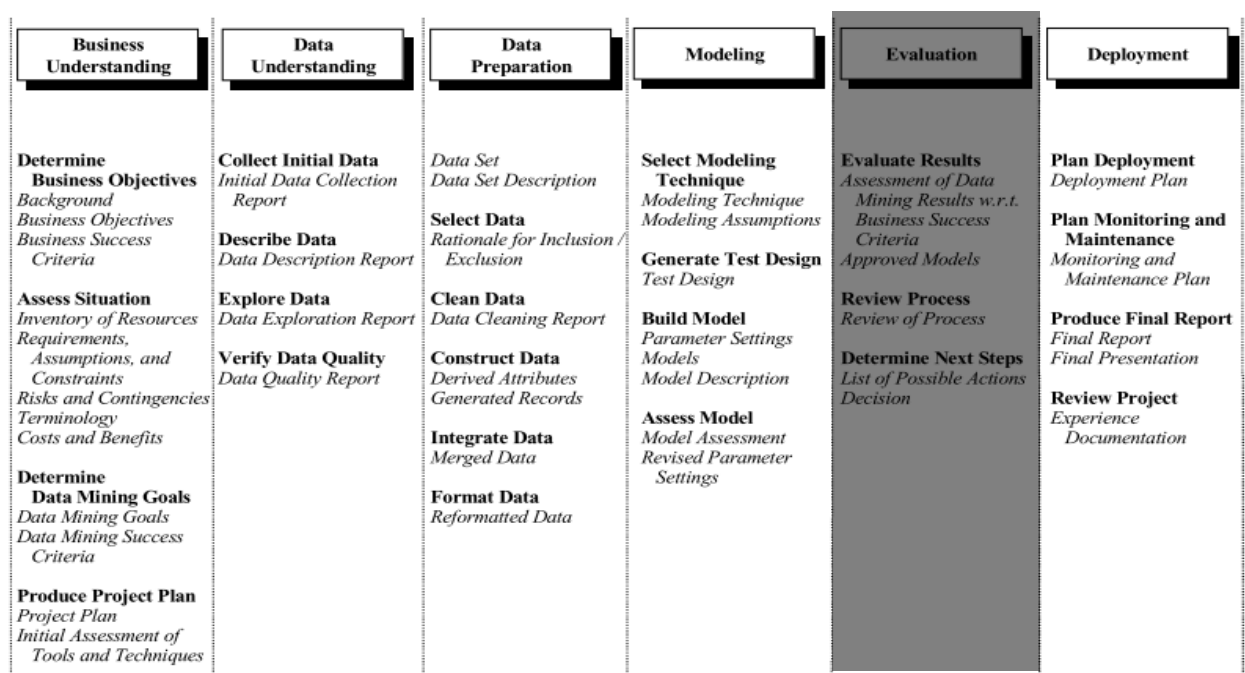 Business
Understanding
Determine
Business Objectives
Background
Business Objectives
Business Success
Criteria
Assess Situation
Inventory of Resources
Requirements,
Assumptions, and
Constraints
Risks and Contingencies
Terminology
Costs and Benefits
Determine
Data Mining Goals
Data Mining Goals
Data Mining Success
Criteria
Produce Project Plan
Project Plan
Initial Assessment of
Tools and Techniques
Data
Understanding
Collect Initial Data
Initial Data Collection
Report
Describe Data
Data Description Report
Explore Data
Data Exploration Report
Verify Data Quality
Data Quality Report
Data
Preparation
Data Set
Data Set Description
Select Data
Rationale for Inclusion /
Exclusion
Clean Data
Data Cleaning Report
Construct Data
Derived Attributes
Generated Records
Integrate Data
Merged Data
Format Data
Reformatted Data
Modeling
Select Modeling
Technique
Modeling Technique
Modeling Assumptions
Generate Test Design
Test Design
Build Model
Parameter Settings
Models
Model Description
Assess Model
Model Assessment
Revised Parameter
Settings
Evaluation
Evaluate Results
Assessment of Data
Mining Results w.r.t.
Business Success
Criteria
Approved Models
Review Process
Review of Process
Determine Next Steps
List of Possible Actions
Decision
Deployment
Plan Deployment
Deployment Plan
Plan Monitoring and
Maintenance
Monitoring and
Maintenance Plan
Produce Final Report
Final Report
Final Presentation
Review Project
Experience
Documentation